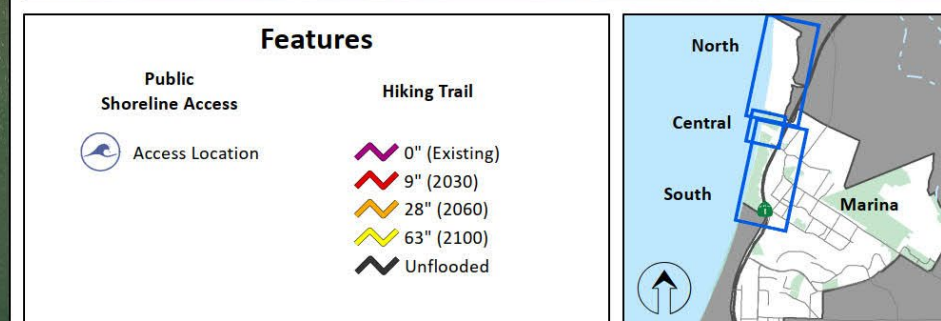 Features
Public
Shoreline Access
Access Location
Hiking Trail
0" (Existing)
9" (2030)
28" (2060)
63" (2100)
Unflooded
North
Central
South
Marina
1